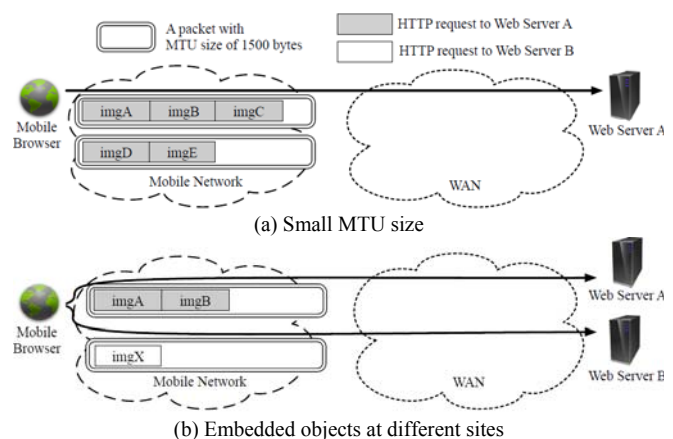 A packet with
MTU size of 1500 bytes
HTTP request to Web Server A
HTTP request to Web Server B
Mobile
Browser
imgA imgB imgC
imgD imgE
Mobile Network
WAN
Web Server A
(a) Small MTU size
Mobile
Browser
imgA imgB
imgX
Mobile Network
WAN
Web Server A
Web Server B
(b) Embedded objects at different sites